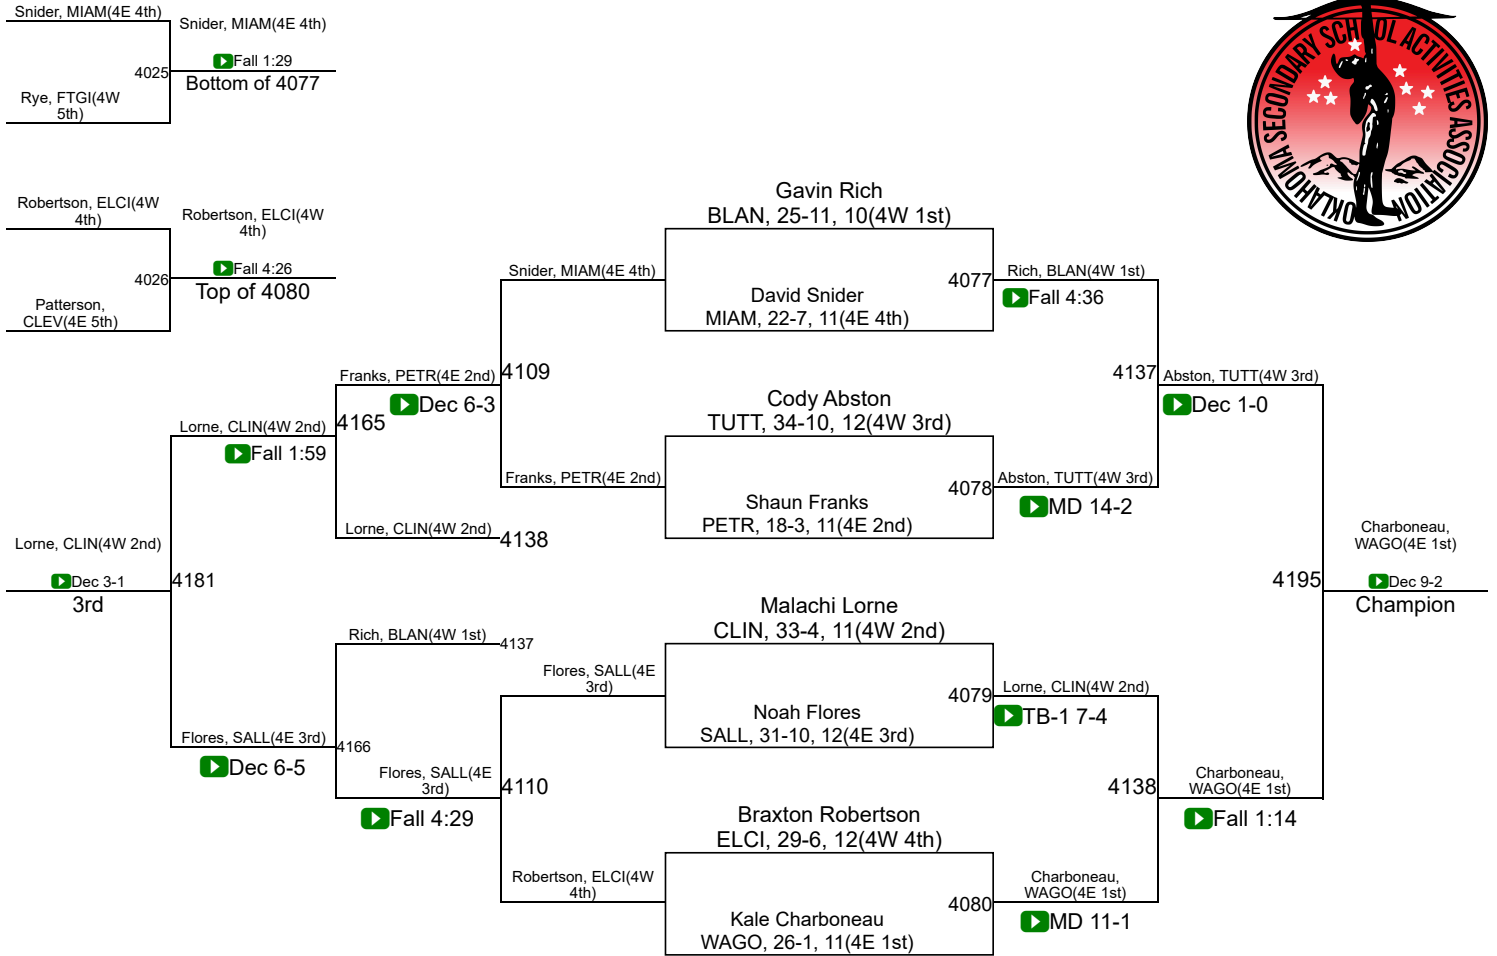 Snider, MIAM(4E 4th)
Snider, MIAM(4E 4th)
Fall 1:29
4025
Bottom of 4077
Rye, FTGI(4W
5th)
OKLAHOMA SECONDARY SCHOOL ACTIVITIES ASSOCIATION
Robertson, ELCI(4W
4th)
Robertson, ELCI(4W
4th)
Fall 4:26
4026
Top of 4080
Patterson,
CLEV(4E 5th)
Gavin Rich
BLAN, 25-11, 10(4W 1st)
Snider, MIAM(4E 4th)
4077
Rich, BLAN(4W 1st)
Fall 4:36
David Snider
MIAM, 22-7, 11(4E 4th)
Franks, PETR(4E 2nd)
4109
Dec 6-3
4137
Abston, TUTT(4W 3rd)
Dec 1-0
Cody Abston
TUTT, 34-10, 12(4W 3rd)
Lorne, CLIN(4W 2nd)
4165
Fall 1:59
Franks, PETR(4E 2nd)
4078
Abston, TUTT(4W 3rd)
MD 14-2
Shaun Franks
PETR, 18-3, 11(4E 2nd)
Lorne, CLIN(4W 2nd)
4138
Lorne, CLIN(4W 2nd)
Dec 3-1
4181
3rd
4195
Charboneau,
WAGO(4E 1st)
Dec 9-2
Champion
Malachi Lorne
CLIN, 33-4, 11(4W 2nd)
Rich, BLAN(4W 1st)
4137
Flores, SALL(4E
3rd)
4079
Lorne, CLIN(4W 2nd)
TB-1 7-4
Noah Flores
SALL, 31-10, 12(4E 3rd)
Flores, SALL(4E 3rd)
4166
Dec 6-5
Flores, SALL(4E
3rd)
4110
Fall 4:29
4138
Charboneau,
WAGO(4E 1st)
Fall 1:14
Braxton Robertson
ELCI, 29-6, 12(4W 4th)
Robertson, ELCI(4W
4th)
4080
Charboneau,
WAGO(4E 1st)
MD 11-1
Kale Charboneau
WAGO, 26-1, 11(4E 1st)